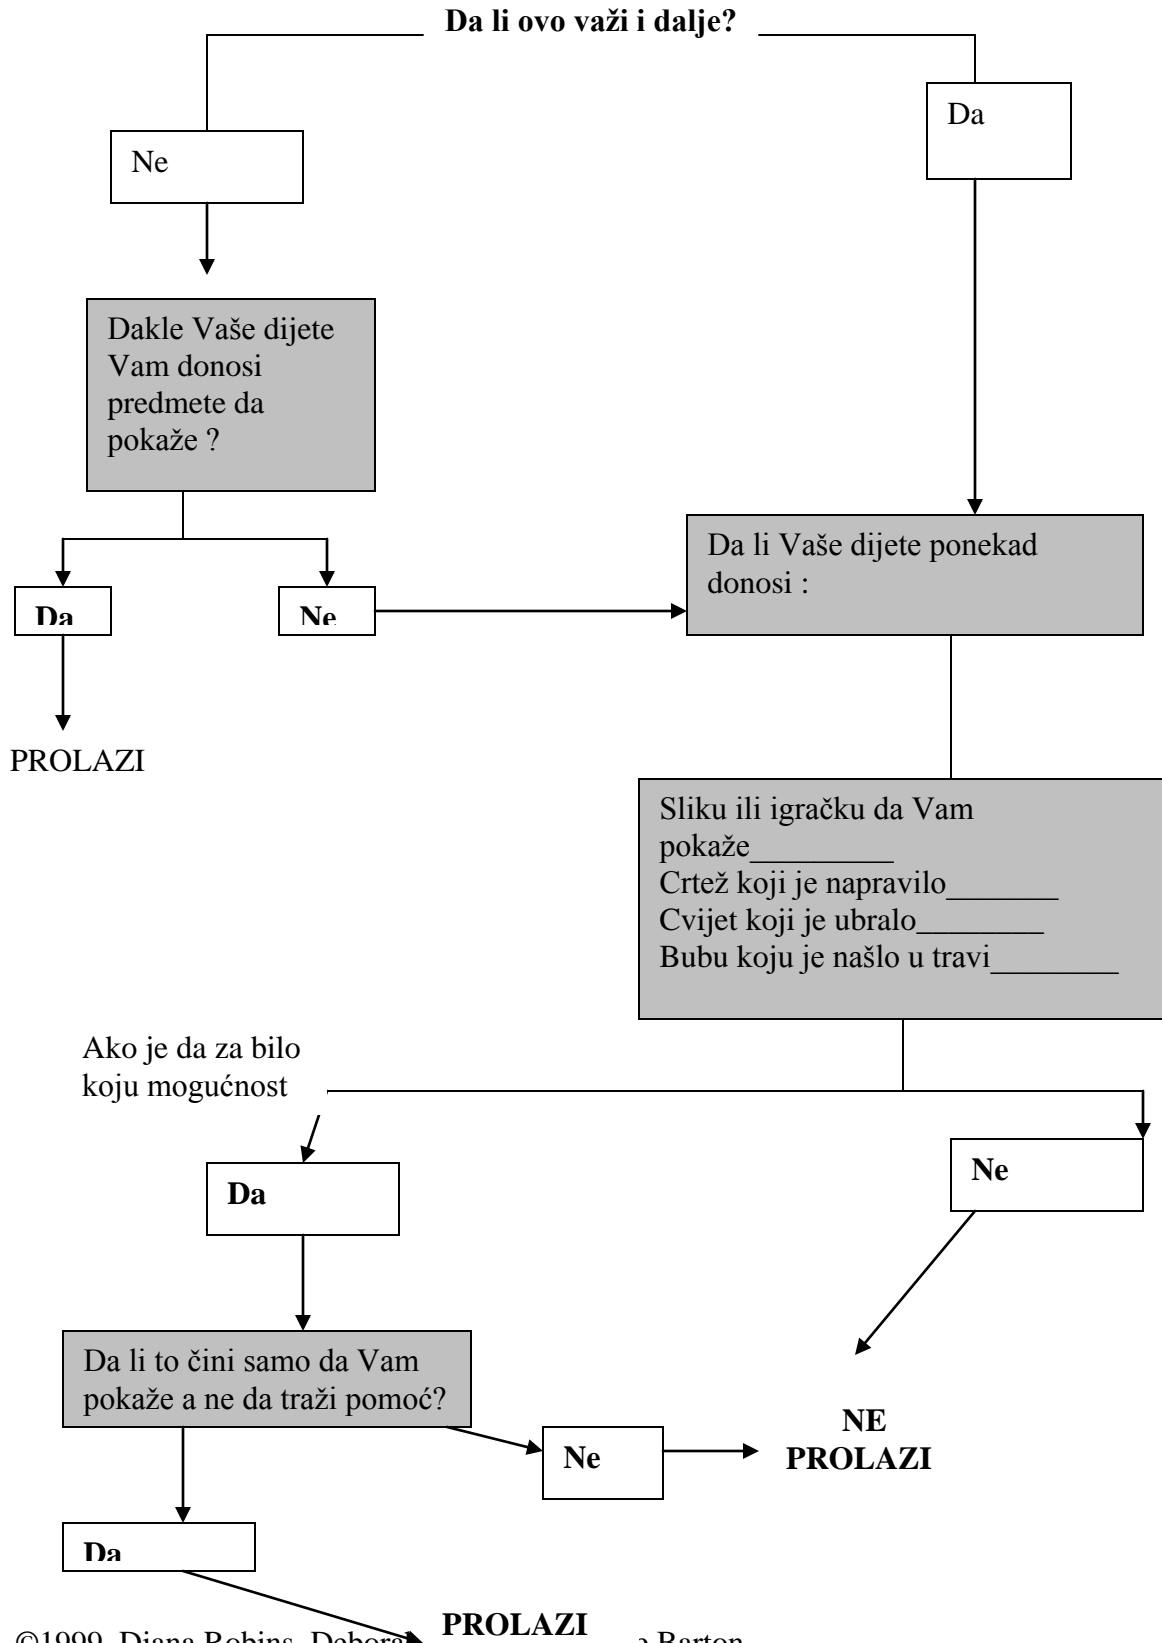 Da li ovo važi i dalje?
Da
Ne
Dakle Vaše dijete
Vam donosi
predmete da
pokaže ?
Da li Vaše dijete ponekad
donosi :
Da
Ne
PROLAZI
Sliku ili igračku da Vam
pokaže_________
Crtež koji je napravilo_______
Cvijet koji je ubralo________
Bubu koju je našlo u travi________
Ako je da za bilo
koju mogućnost
Da
Ne
Da li to čini samo da Vam
pokaže a ne da traži pomoć?
NE
PROLAZI
Ne
Da
PROLAZI
©1999 Diana Robins, Barton